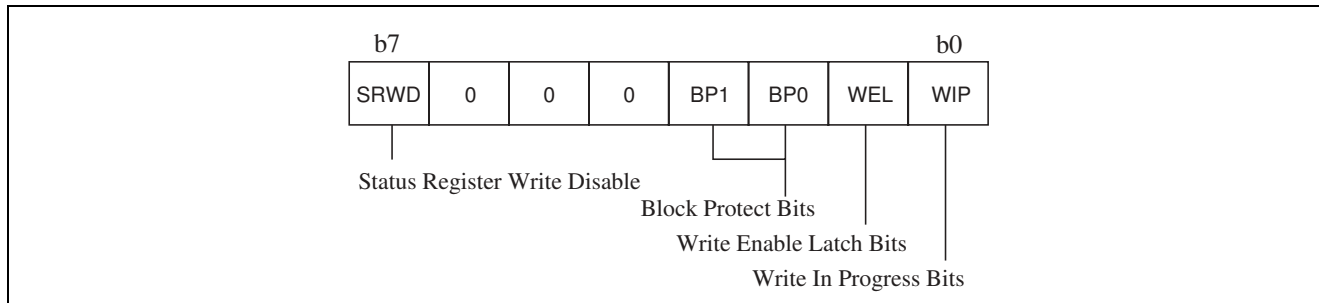 b7 b0
SRWD 0 0 0 BP1 BP0 WEL WIP
Status Register Write Disable
Block Protect Bits
Write Enable Latch Bits
Write In Progress Bits